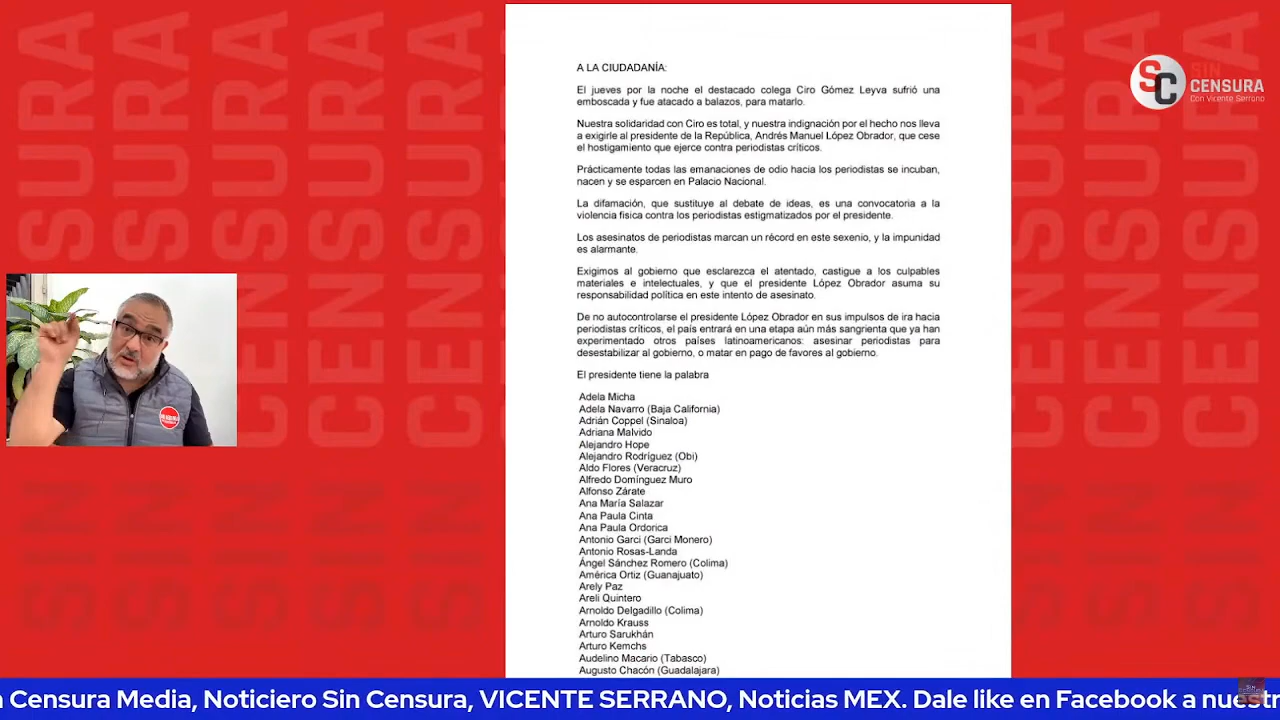 A LA CIUDADANÍA:
El jueves por la noche el destacado colega Ciro Gómez Leyva sufrió una
emboscada y fue atacado a balazos, para matarlo.
Nuestra solidaridad con Ciro es total, y nuestra indignación por el hecho nos lleva
a exigirle al presidente de la República, Andrés Manuel López Obrador, que cese
el hostigamiento que ejerce contra periodistas críticos.
Prácticamente todas las emanaciones de odio hacia los periodistas se incuban,
nacen y se esparcen en Palacio Nacional.
La difamación, que sustituye al debate de ideas, es una convocatoria a la
violencia física contra los periodistas estigmatizados por el presidente.
Los asesinatos de periodistas marcan un récord en este sexenio, y la impunidad
es alarmante.
Exigimos al gobierno que esclarezca el atentado, castigue a los culpables
materiales e intelectuales, y que el presidente López Obrador asuma su
responsabilidad política en este intento de asesinato.
De no autocontrolarse el presidente López Obrador en sus impulsos de ira hacia
periodistas críticos, el país entrará en una etapa aún más sangrienta que ya han
experimentado otros países latinoamericanos: asesinar periodistas para
desestabilizar al gobierno, o matar en pago de favores al gobierno.
El presidente tiene la palabra
Adela Micha
Adela Navarro (Baja California)
Adrián Coppel (Sinaloa)
Adriana Malvido
Alejandro Hope
Alejandro Rodríguez (Obi)
Aldo Flores (Veracruz)
Alfredo Domínguez Muro
Alfonso Zárate
Ana María Salazar
Ana Paula Cinta
Ana Paula Ordorica
Antonio Garci (Garci Monero)
Antonio Rosas-Landa
Ángel Sánchez Romero (Colima)
América Ortiz (Guanajuato)
Arely Paz
Areli Quintero
Arnoldo Delgadillo (Colima)
Arnoldo Krauss
Arturo Sarukhán
Arturo Kemchs
Audelino Macario (Tabasco)
Augusto Chacón (Guadalajara)
SC
SIN
CENSURA
Con Vicente Serrano
n Censura Media, Noticiero Sin Censura, VICENTE SERRANO, Noticias MEX. Dale like en Facebook a nuestr